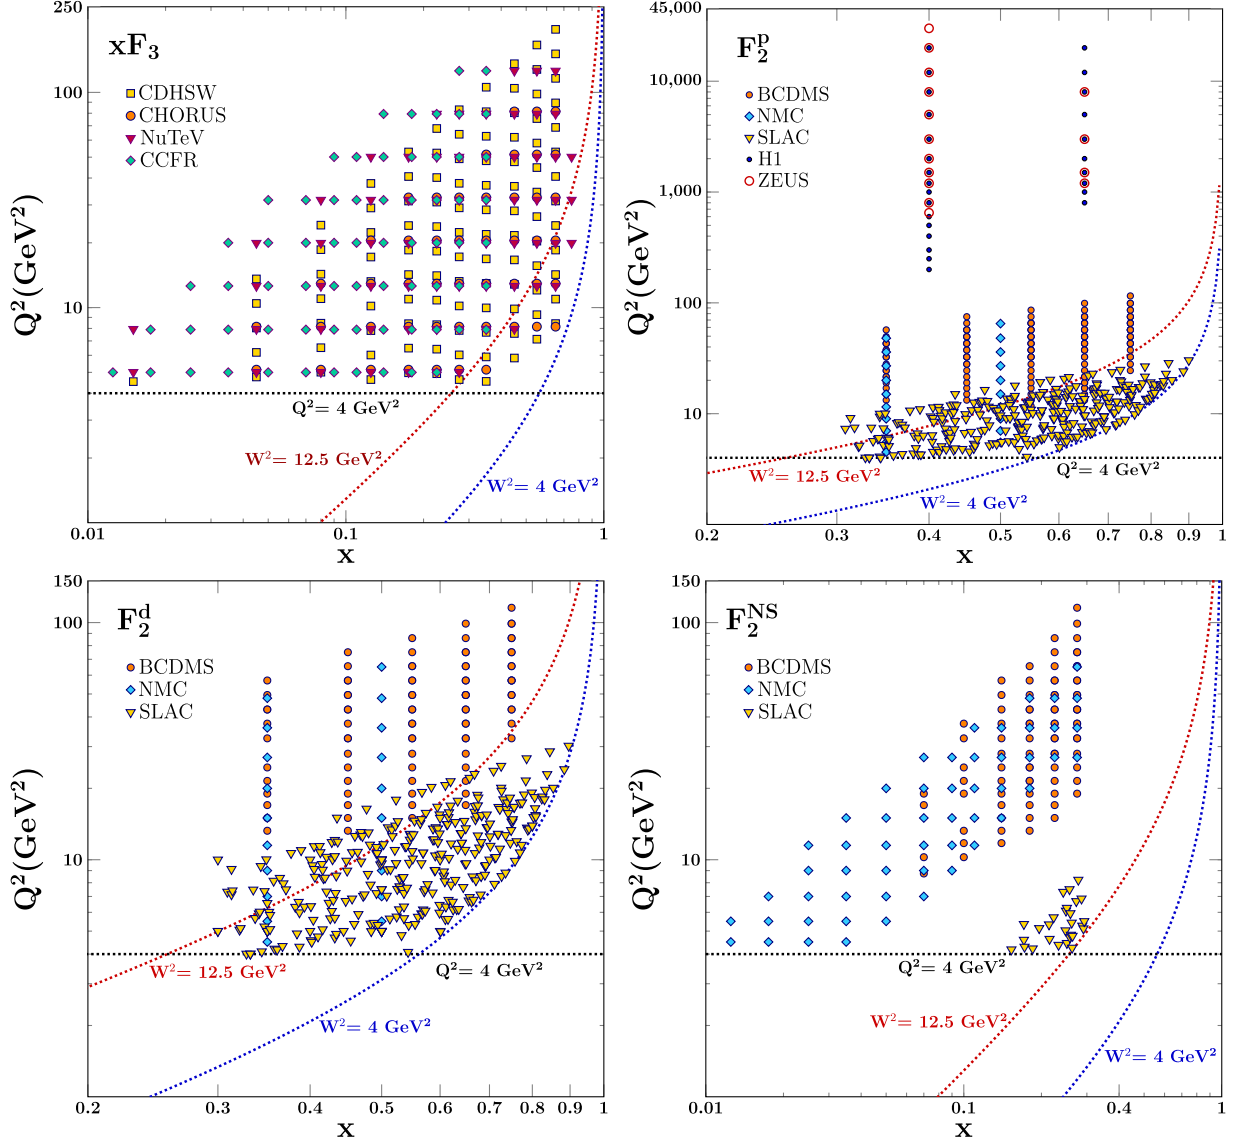 xF₃
CDHSW
CHORUS
NuTeV
CCFR
Q²(GeV²)
250
100
10
Q²= 4 GeV²
W²= 12.5 GeV²
W²= 4 GeV²
0.01 0.1 1
x
F₂ᵖ
BCDMS
NMC
SLAC
H1
ZEUS
Q²(GeV²)
45,000
10,000
1,000
100
10
Q²= 4 GeV²
W²= 12.5 GeV²
W²= 4 GeV²
0.2 0.3 0.4 0.5 0.6 0.7 0.8 0.9 1
x
F₂ᵈ
BCDMS
NMC
SLAC
Q²(GeV²)
150
100
10
W²= 12.5 GeV²
Q²= 4 GeV²
W²= 4 GeV²
0.2 0.3 0.4 0.5 0.6 0.7 0.8 0.9 1
x
F₂ᴺˢ
BCDMS
NMC
SLAC
Q²(GeV²)
150
100
10
Q²= 4 GeV²
W²= 12.5 GeV²
W²= 4 GeV²
0.01 0.1 0.4 1
x